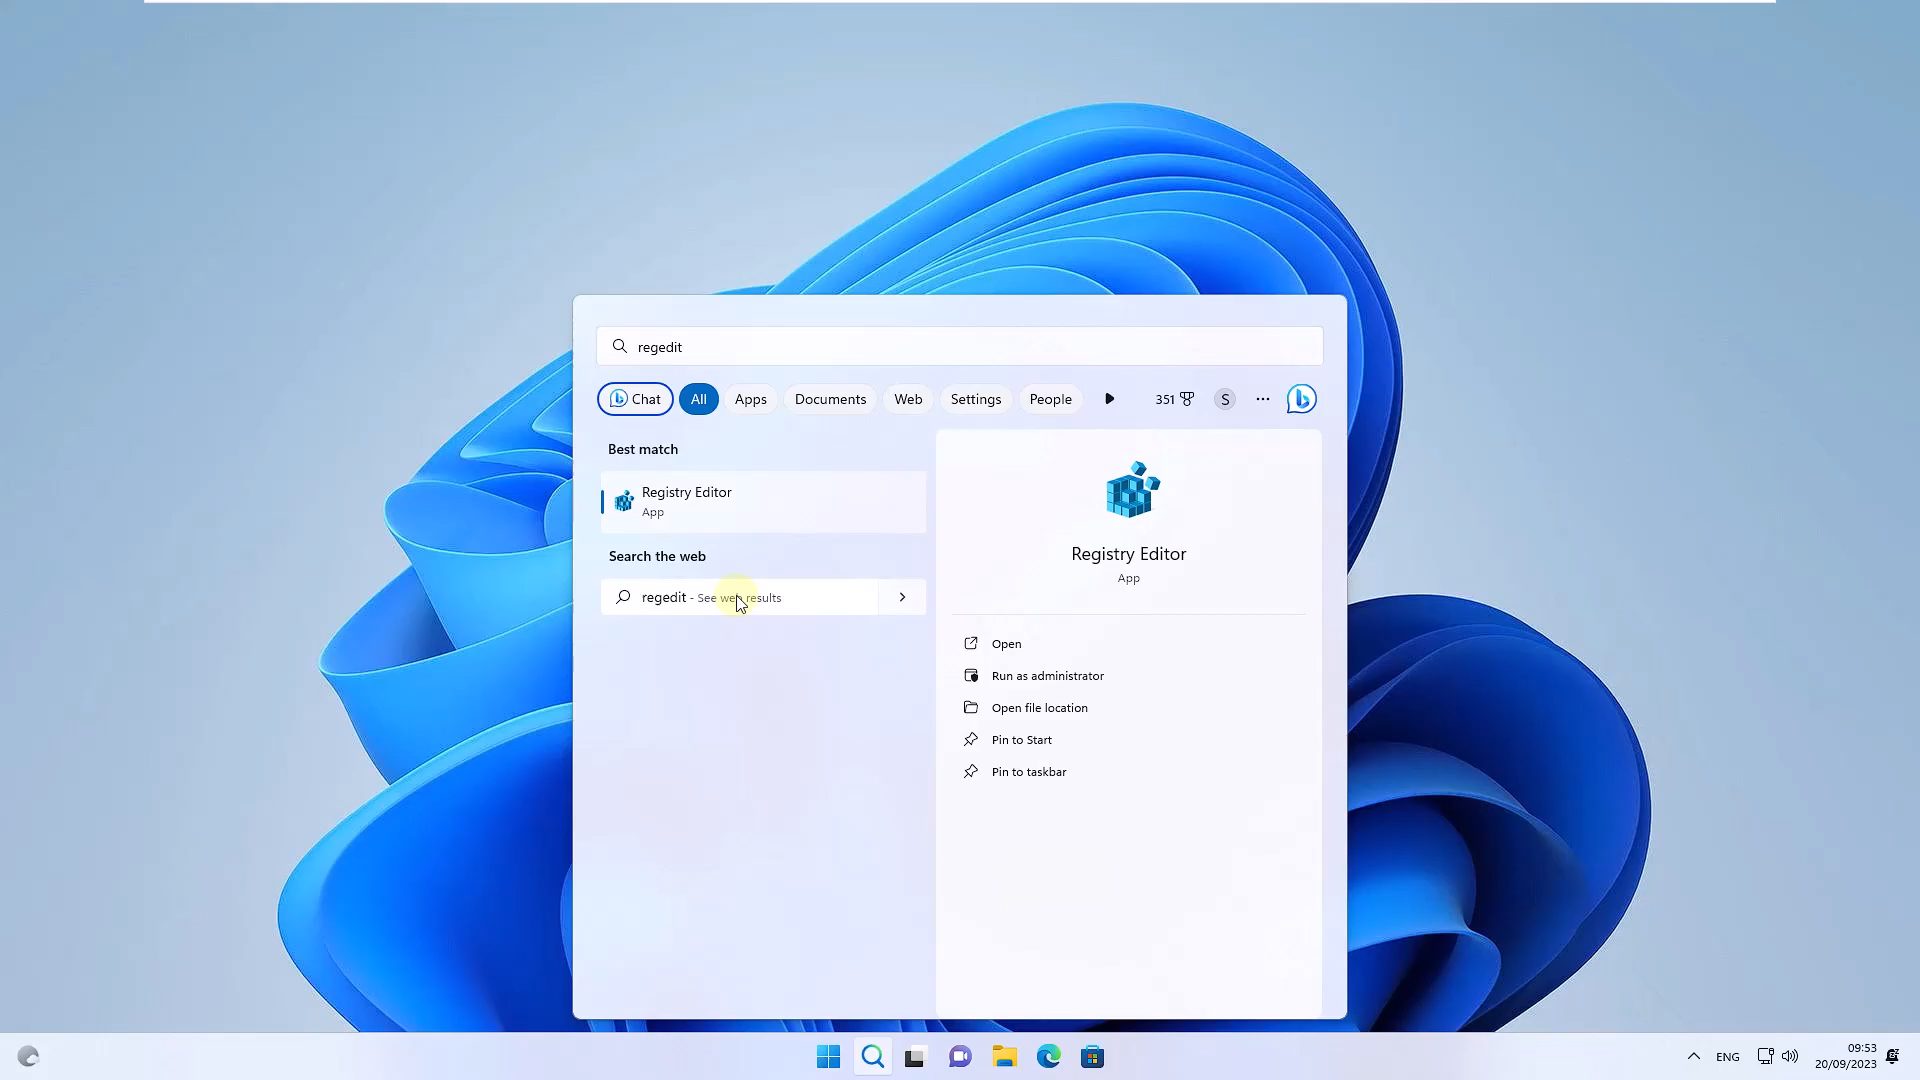 regedit
Chat All Apps Documents Web Settings People 351 S
Best match
Registry Editor
App
Search the web
regedit - See web results
Registry Editor
App
Open
Run as administrator
Open file location
Pin to Start
Pin to taskbar
ENG
09:53
20/09/2023